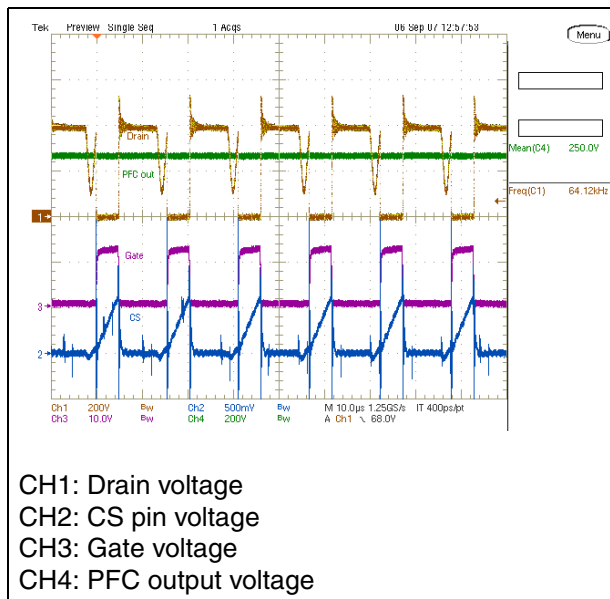 Tek Preview Single Seq 1 Acqs 06 Sep 07 12:57:53
Menu
Drain
Mean(C4) 250.0V
PFC out
Freq(C1) 64.12kHz
1
Gate
3
CS
2
Ch1 200V Bw Ch2 500mV Bw M 10.0µs 1.25GS/s IT 400ps/pt
Ch3 10.0V Bw Ch4 200V Bw A Ch1 \ 68.0V
CH1: Drain voltage
CH2: CS pin voltage
CH3: Gate voltage
CH4: PFC output voltage